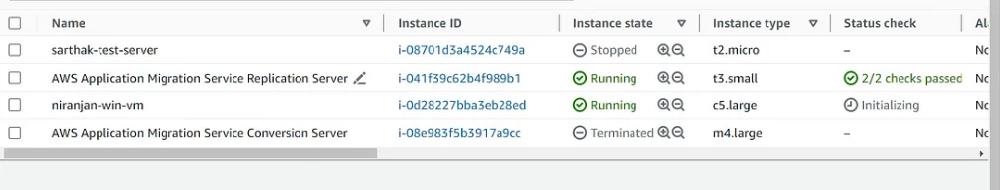 Name Instance ID Instance state Instance type Status check
sarthak-test-server i-08701d3a4524c749a Stopped t2.micro – No
AWS Application Migration Service Replication Server i-041f39c62b4f989b1 Running t3.small 2/2 checks passed No
niranjan-win-vm i-0d28227bba3eb28ed Running c5.large Initializing No
AWS Application Migration Service Conversion Server i-08e983f5b3917a9cc Terminated m4.large – No